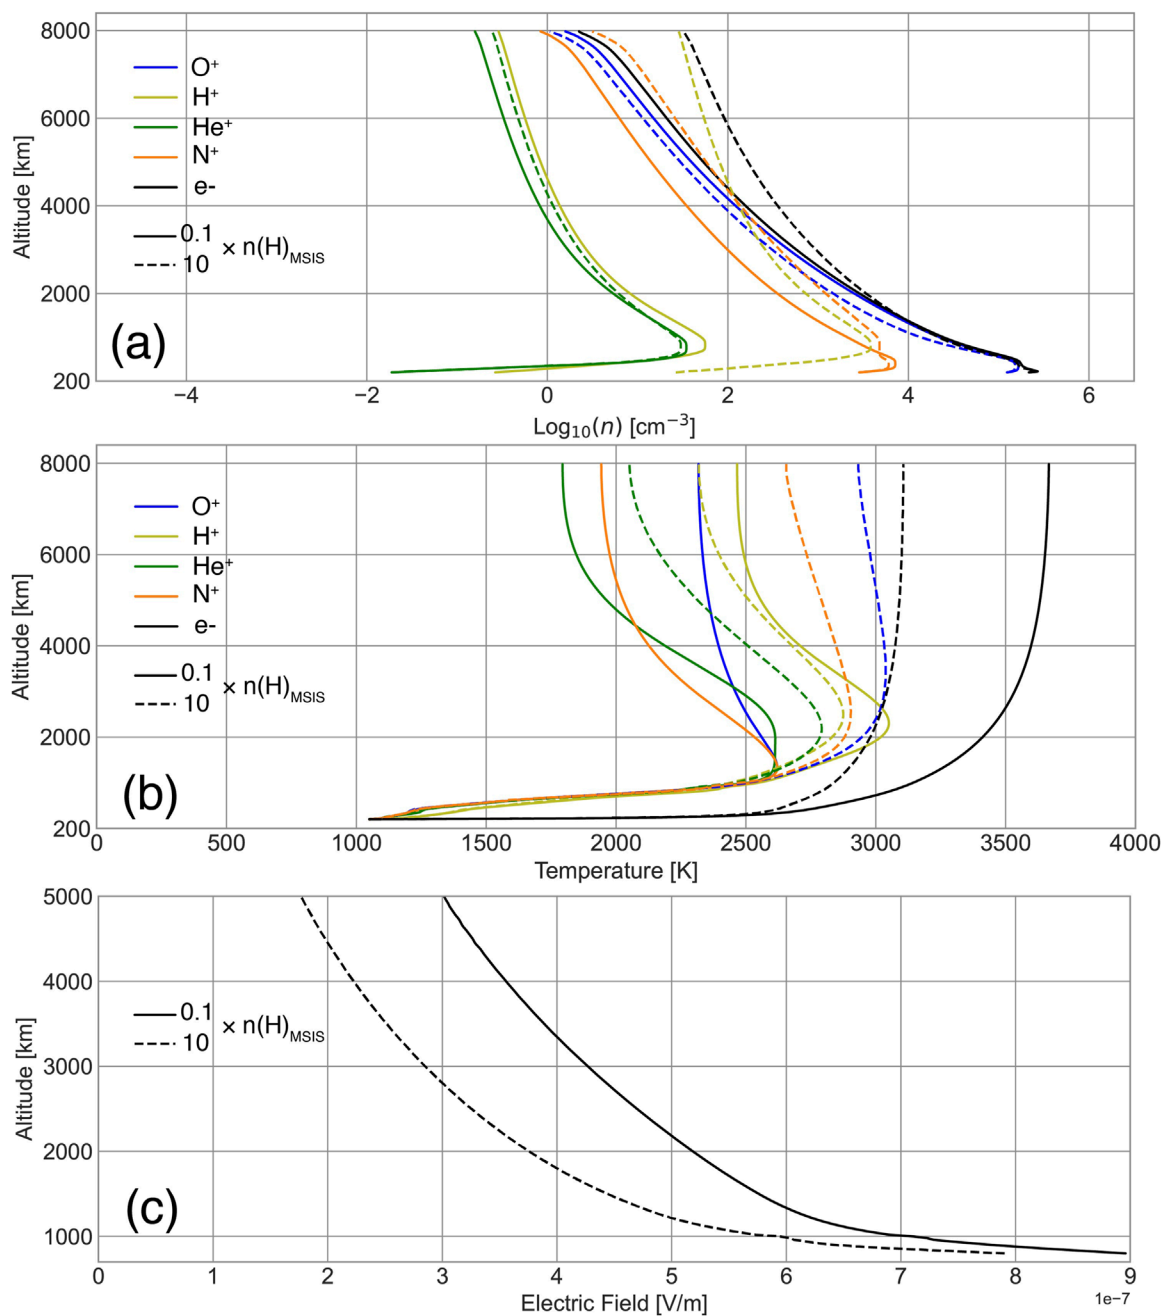 8000
6000
4000
2000
200
Altitude [km]
O⁺
H⁺
He⁺
N⁺
e-
0.1
10
× n(H)MSIS
(a)
−4 −2 0 2 4 6
Log₁₀(n) [cm⁻³]
8000
6000
4000
2000
200
Altitude [km]
O⁺
H⁺
He⁺
N⁺
e-
0.1
10
× n(H)MSIS
(b)
0 500 1000 1500 2000 2500 3000 3500 4000
Temperature [K]
5000
4000
3000
2000
1000
Altitude [km]
0.1
10
× n(H)MSIS
(c)
0 1 2 3 4 5 6 7 8 9
1e-7
Electric Field [V/m]